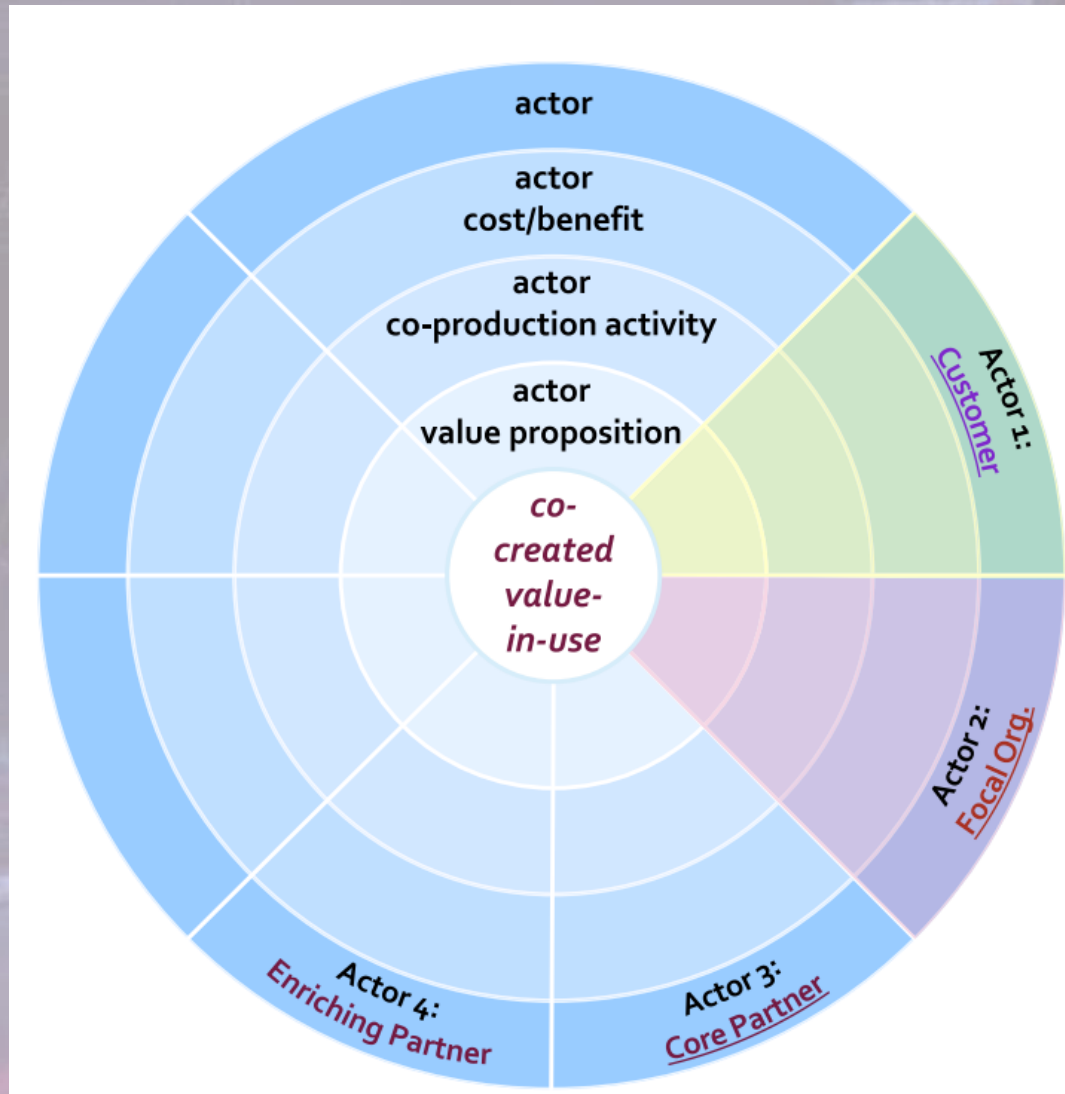 actor
actor
cost/benefit
actor
co-production activity
actor
value proposition
co-
created
value-
in-use
Actor 1:
Customer
Actor 2:
Focal Org.
Actor 3:
Core Partner
Actor 4:
Enriching Partner